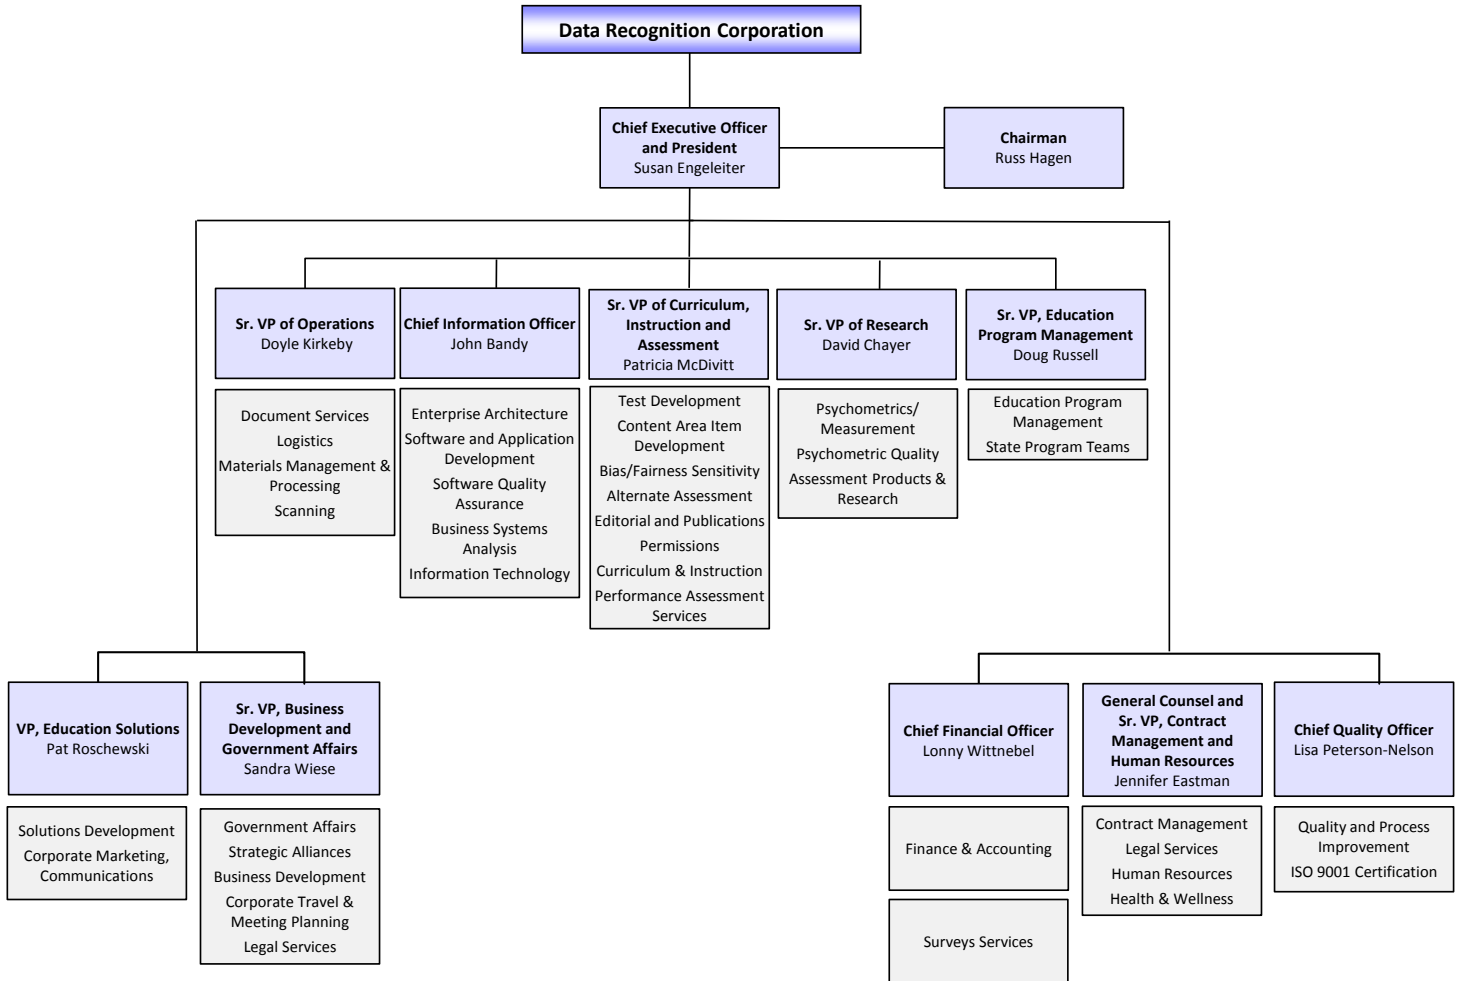 Data Recognition Corporation
Chief Executive Officer
and President
Susan Engeleiter
Chairman
Russ Hagen
Sr. VP of Operations
Doyle Kirkeby
Chief Information Officer
John Bandy
Sr. VP of Curriculum,
Instruction and
Assessment
Patricia McDivitt
Sr. VP of Research
David Chayer
Sr. VP, Education
Program Management
Doug Russell
Document Services
Logistics
Materials Management &
Processing
Scanning
Enterprise Architecture
Software and Application
Development
Software Quality
Assurance
Business Systems
Analysis
Information Technology
Test Development
Content Area Item
Development
Bias/Fairness Sensitivity
Alternate Assessment
Editorial and Publications
Permissions
Curriculum & Instruction
Performance Assessment
Services
Psychometrics/
Measurement
Psychometric Quality
Assessment Products &
Research
Education Program
Management
State Program Teams
VP, Education Solutions
Pat Roschewski
Sr. VP, Business
Development and
Government Affairs
Sandra Wiese
Chief Financial Officer
Lonny Wittnebel
General Counsel and
Sr. VP, Contract
Management and
Human Resources
Jennifer Eastman
Chief Quality Officer
Lisa Peterson-Nelson
Solutions Development
Corporate Marketing,
Communications
Government Affairs
Strategic Alliances
Business Development
Corporate Travel &
Meeting Planning
Legal Services
Finance & Accounting
Surveys Services
Contract Management
Legal Services
Human Resources
Health & Wellness
Quality and Process
Improvement
ISO 9001 Certification